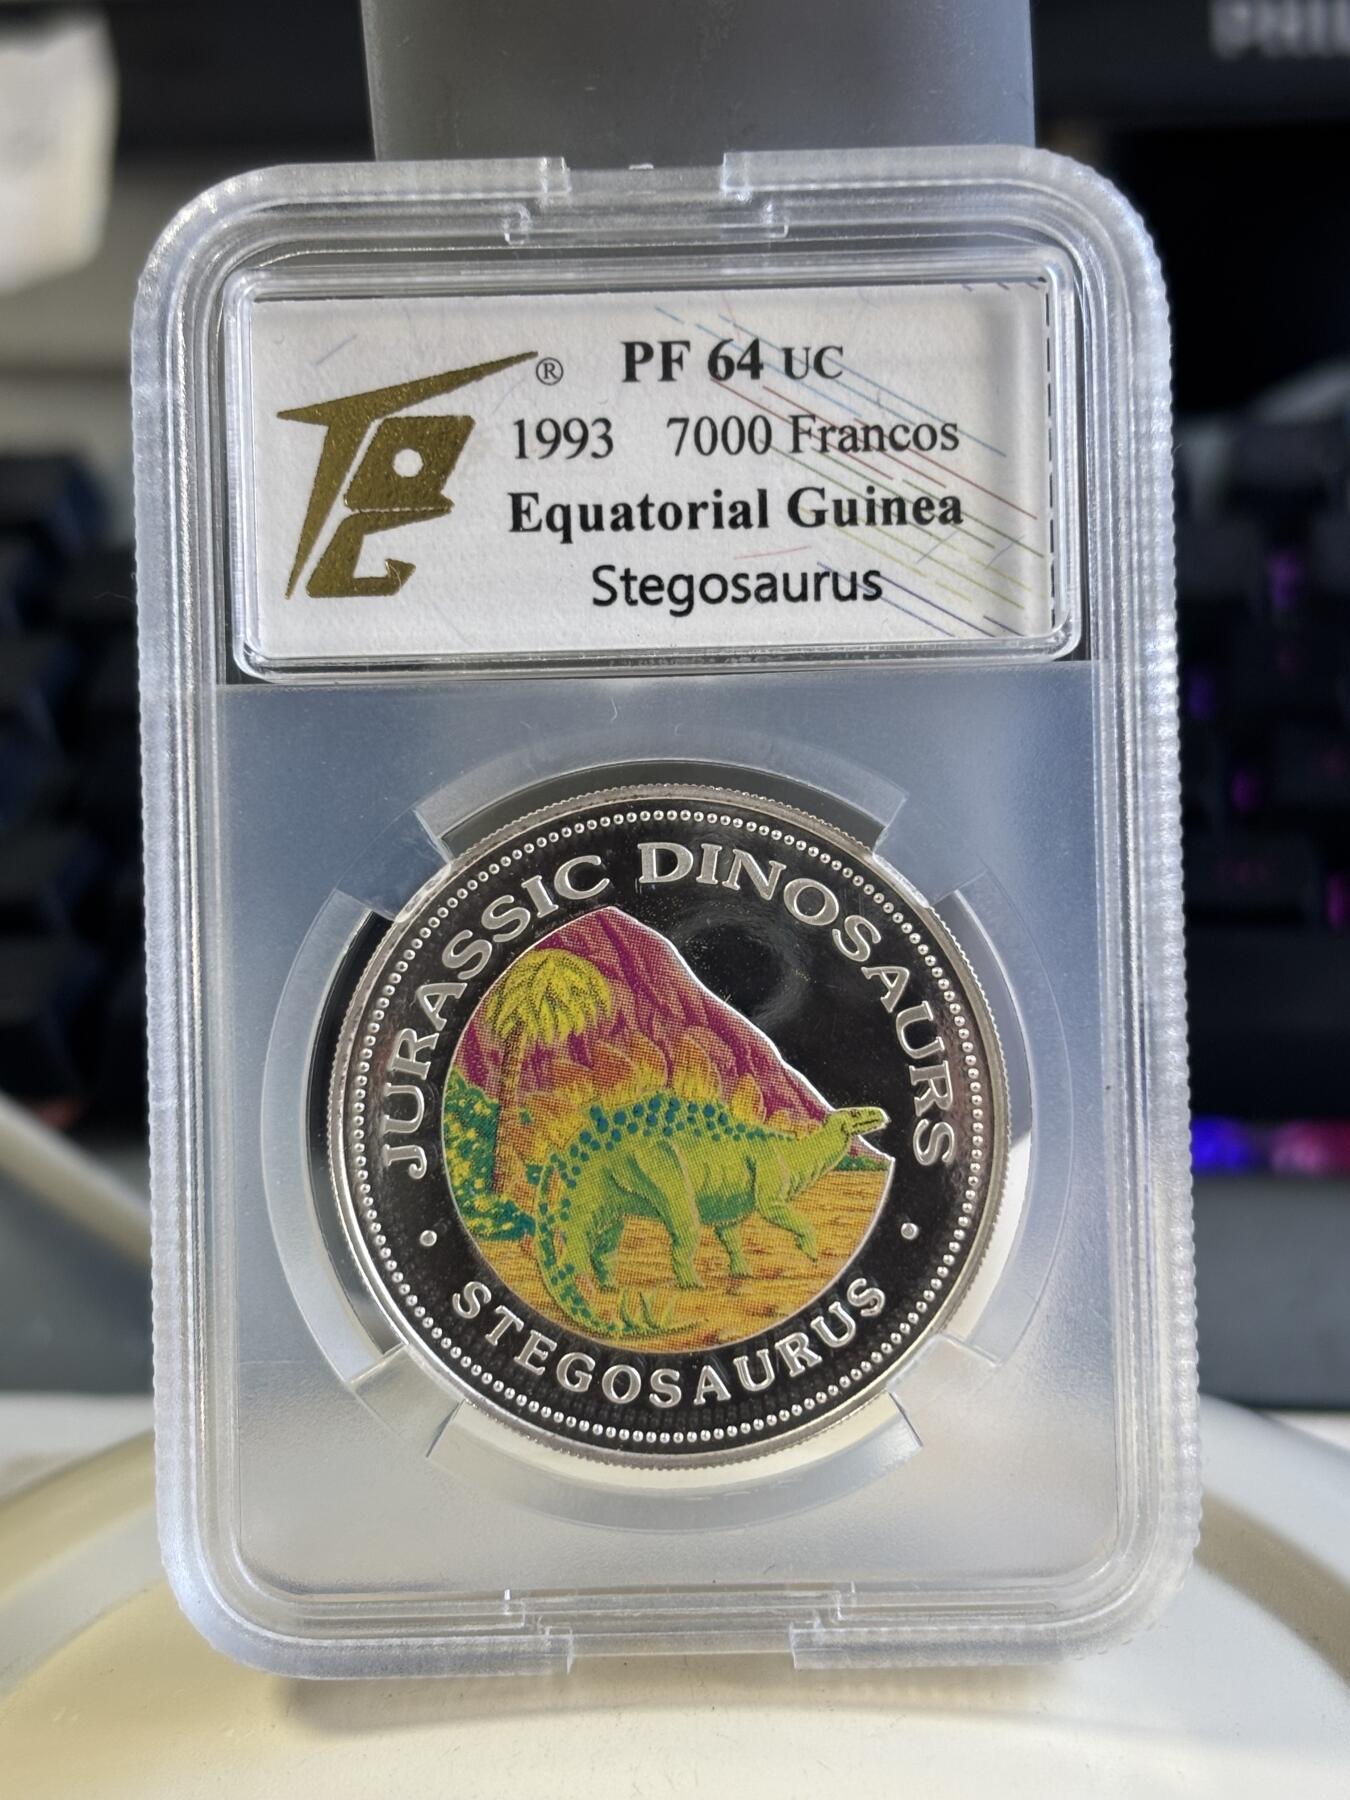 ® PF 64 UC
1993 7000 Francos
Equatorial Guinea
Stegosaurus
JURASSIC DINOSAURS
• STEGOSAURUS •